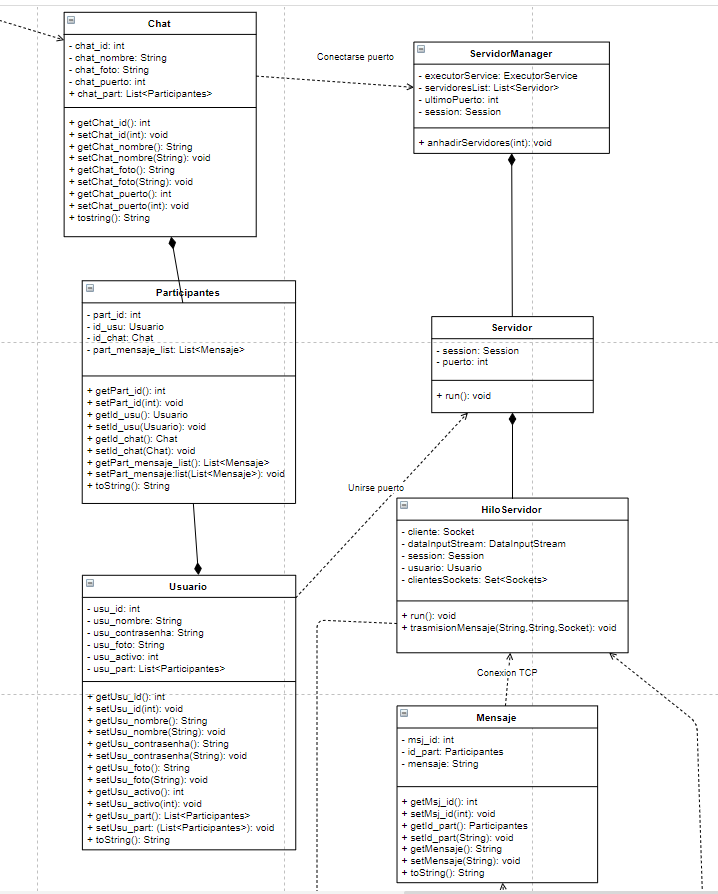 Chat
- chat_id: int
- chat_nombre: String
- chat_foto: String
- chat_puerto: int
+ chat_part: List<Participantes>
+ getChat_id(): int
+ setChat_id(int): void
+ getChat_nombre(): String
+ setChat_nombre(String): void
+ getChat_foto(): String
+ setChat_foto(String): void
+ getChat_puerto(): int
+ setChat_puerto(int): void
+ tostring(): String
Conectarse puerto
ServidorManager
- executorService: ExecutorService
- servidoresList: List<Servidor>
- ultimoPuerto: int
- session: Session
+ anhadirServidores(int): void
Participantes
- part_id: int
- id_usu: Usuario
- id_chat: Chat
- part_mensaje_list: List<Mensaje>
+ getPart_id(): int
+ setPart_id(int): void
+ getId_usu(): Usuario
+ setId_usu(Usuario): void
+ getId_chat(): Chat
+ setId_chat(Chat): void
+ getPart_mensaje_list(): List<Mensaje>
+ setPart_mensaje:list(List<Mensaje>): void
+ toString(): String
Servidor
- session: Session
- puerto: int
+ run(): void
Unirse puerto
HiloServidor
- cliente: Socket
- dataInputStream: DataInputStream
- session: Session
- usuario: Usuario
- clientesSockets: Set<Sockets>
+ run(): void
+ trasmisionMensaje(String,String,Socket): void
Usuario
- usu_id: int
- usu_nombre: String
- usu_contrasenha: String
- usu_foto: String
- usu_activo: int
- usu_part: List<Participantes>
+ getUsu_id(): int
+ setUsu_id(int): void
+ getUsu_nombre(): String
+ setUsu_nombre(String): void
+ getUsu_contrasenha(): String
+ setUsu_contrasenha(String): void
+ getUsu_foto(): String
+ setUsu_foto(String): void
+ getUsu_activo(): int
+ setUsu_activo(int): void
+ getUsu_part(): List<Participantes>
+ setUsu_part: (List<Participantes>): void
+ toString(): String
Conexion TCP
Mensaje
- msj_id: int
- id_part: Participantes
- mensaje: String
+ getMsj_id(): int
+ setMsj_id(int): void
+ getId_part(): Participantes
+ setId_part(String): void
+ getMensaje(): String
+ setMensaje(String): void
+ toString(): String